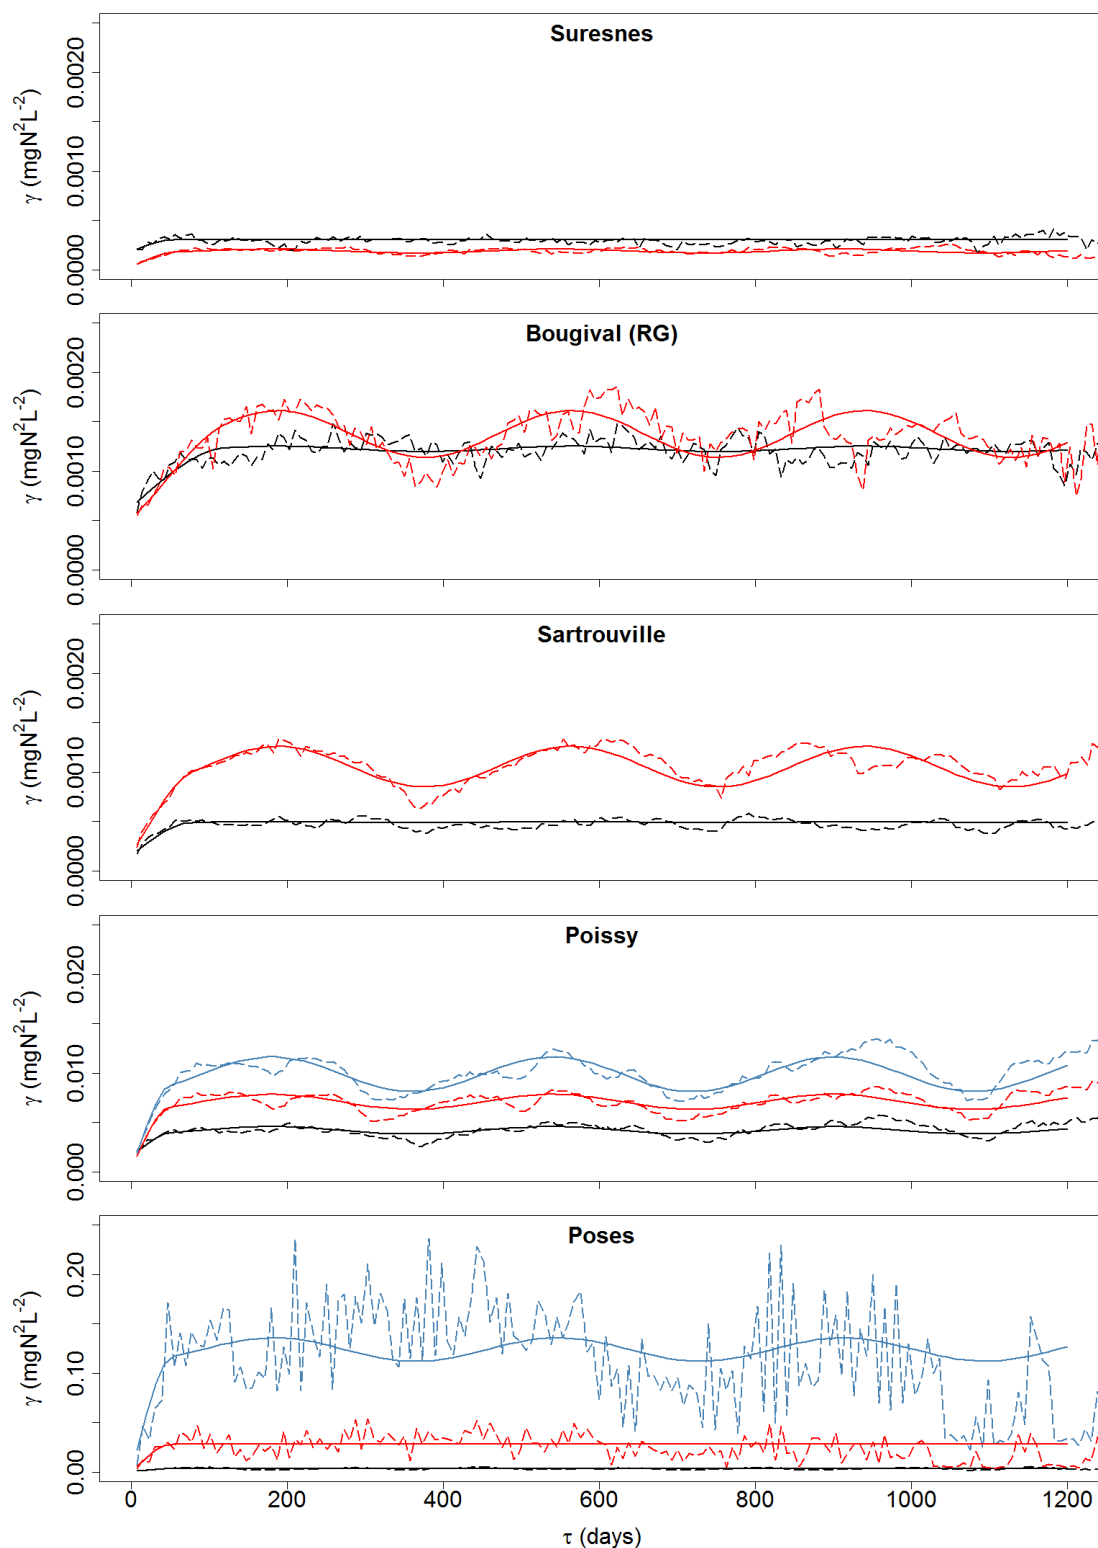 Suresnes
γ (mgN²L⁻²)
0.0020
0.0010
0.0000
Bougival (RG)
γ (mgN²L⁻²)
0.0020
0.0010
0.0000
Sartrouville
γ (mgN²L⁻²)
0.0020
0.0010
0.0000
Poissy
γ (mgN²L⁻²)
0.020
0.010
0.000
Poses
γ (mgN²L⁻²)
0.20
0.10
0.00
0 200 400 600 800 1000 1200
τ (days)